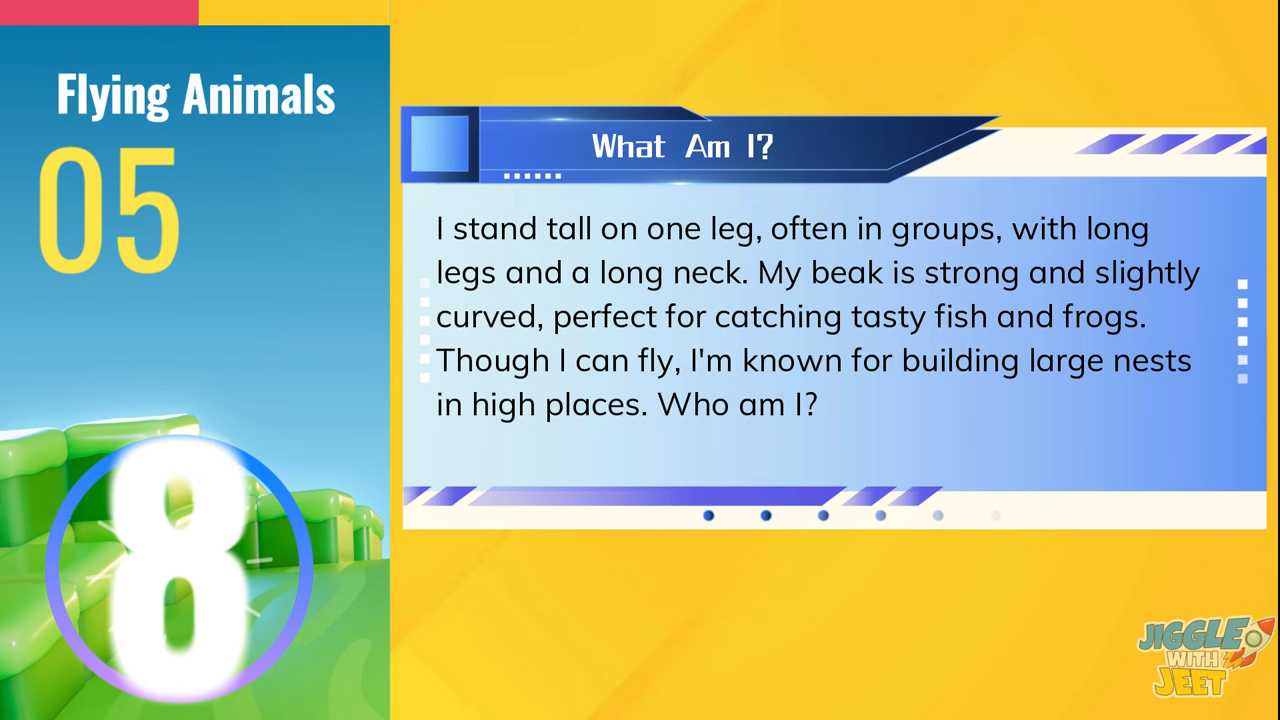 Flying Animals
05
What Am I?
I stand tall on one leg, often in groups, with long
legs and a long neck. My beak is strong and slightly
curved, perfect for catching tasty fish and frogs.
Though I can fly, I'm known for building large nests
in high places. Who am I?
8
JIGGLE
WITH
JEET